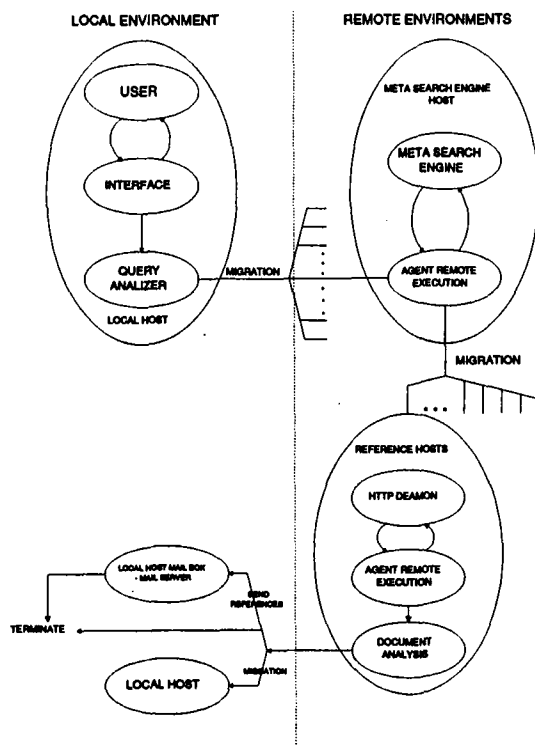 LOCAL ENVIRONMENT
REMOTE ENVIRONMENTS
USER
INTERFACE
QUERY
ANALIZER
LOCAL HOST
MIGRATION
META SEARCH ENGINE
HOST
META SEARCH
ENGINE
AGENT REMOTE
EXECUTION
MIGRATION
REFERENCE HOSTS
HTTP DEAMON
AGENT REMOTE
EXECUTION
DOCUMENT
ANALYSIS
LOCAL HOST MAIL BOX
- MAIL SERVER
SEND
REFERENCES
TERMINATE
MIGRATION
LOCAL HOST